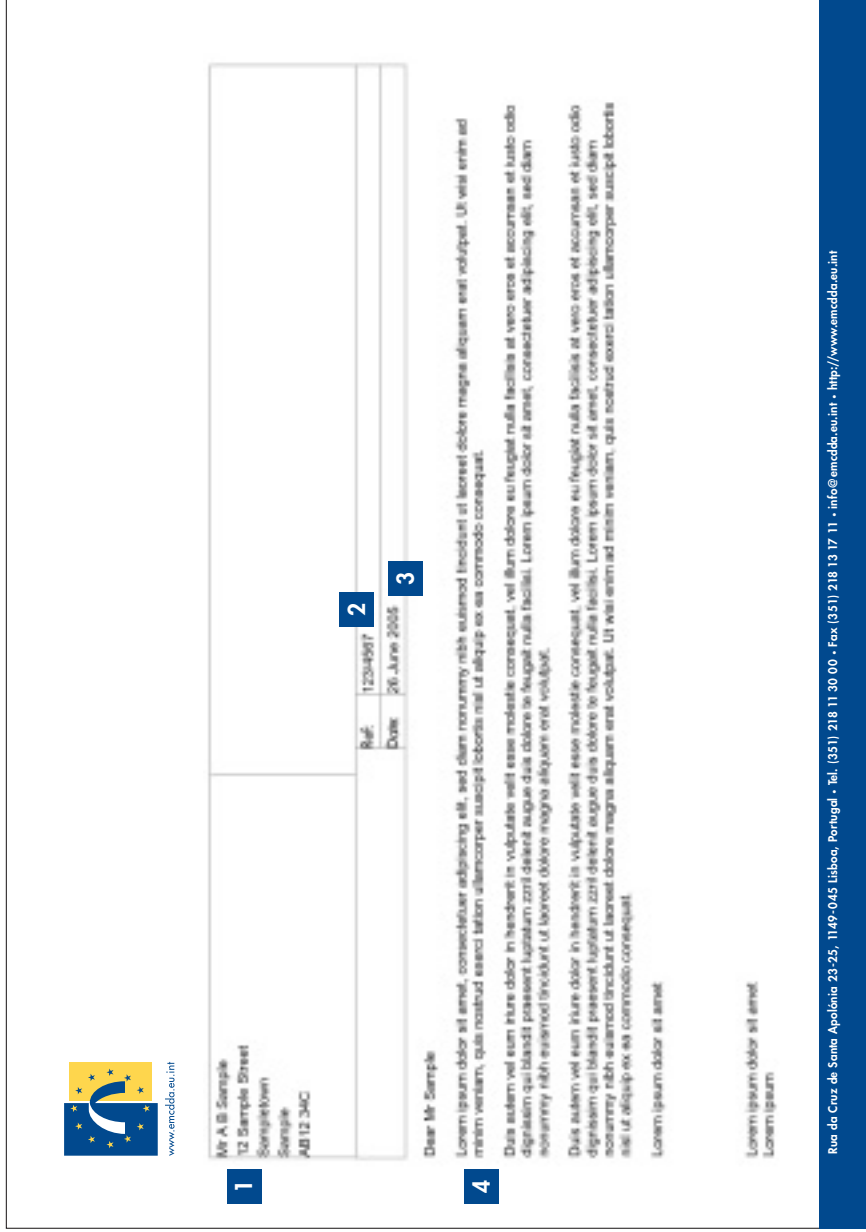 www.emcdda.eu.int
1
Mr A B Sample
12 Sample Street
Sampletown
Sample
AB12 34C
Ref: 123/4567
2
Date: 26 June 2005
3
Dear Mr Sample
4
Lorem ipsum dolor sit amet, consectetuer adipiscing elit, sed diam nonummy nibh euismod tincidunt ut laoreet dolore magna aliquam erat volutpat. Ut wisi enim ad
minim veniam, quis nostrud exerci tation ullamcorper suscipit lobortis nisl ut aliquip ex ea commodo consequat.
Duis autem vel eum iriure dolor in hendrerit in vulputate velit esse molestie consequat, vel illum dolore eu feugiat nulla facilisis at vero eros et accumsan et iusto odio
dignissim qui blandit praesent luptatum zzril delenit augue duis dolore te feugait nulla facilisi. Lorem ipsum dolor sit amet, consectetuer adipiscing elit, sed diam
nonummy nibh euismod tincidunt ut laoreet dolore magna aliquam erat volutpat.
Duis autem vel eum iriure dolor in hendrerit in vulputate velit esse molestie consequat, vel illum dolore eu feugiat nulla facilisis at vero eros et accumsan et iusto odio
dignissim qui blandit praesent luptatum zzril delenit augue duis dolore te feugait nulla facilisi. Lorem ipsum dolor sit amet, consectetuer adipiscing elit, sed diam
nonummy nibh euismod tincidunt ut laoreet dolore magna aliquam erat volutpat. Ut wisi enim ad minim veniam, quis nostrud exerci tation ullamcorper suscipit lobortis
nisl ut aliquip ex ea commodo consequat.
Lorem ipsum dolor sit amet
Lorem ipsum dolor sit amet
Lorem ipsum
Rua da Cruz de Santa Apolónia 23-25, 1149-045 Lisboa, Portugal • Tel. (351) 218 11 30 00 • Fax (351) 218 13 17 11 • info@emcdda.eu.int • http://www.emcdda.eu.int